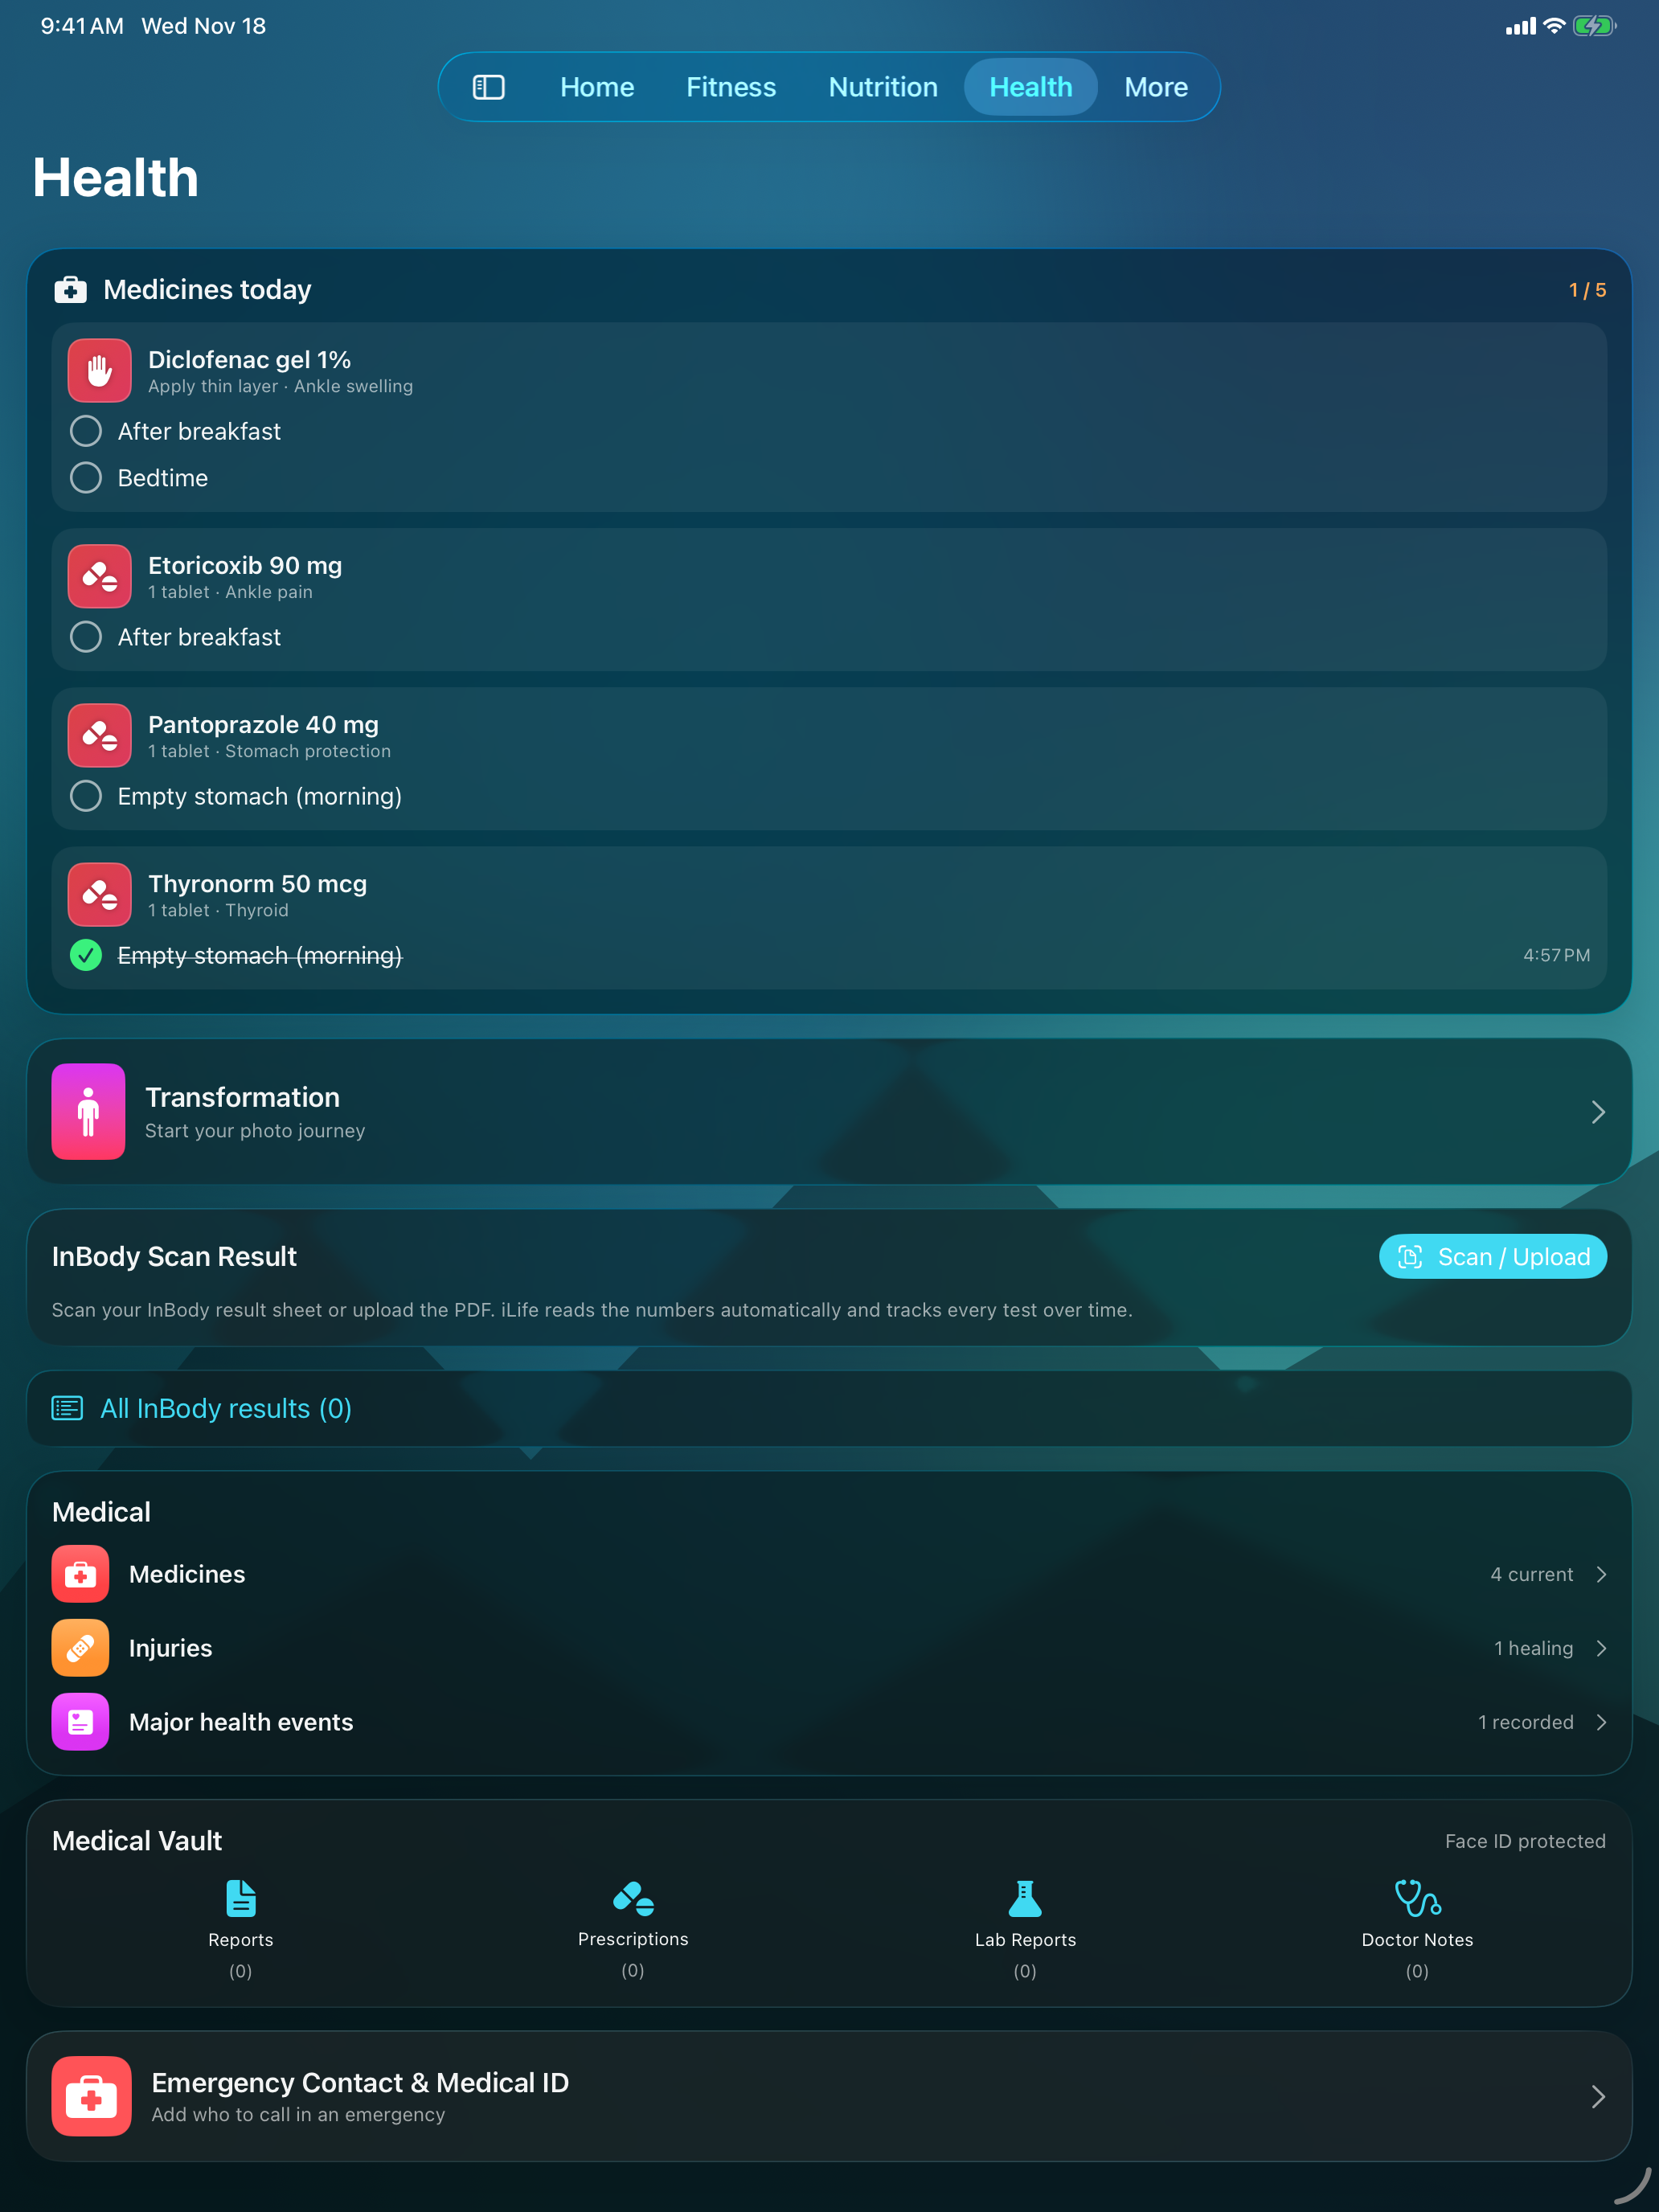 9:41 AM Wed Nov 18
Home Fitness Nutrition Health More
Health
Medicines today 1 / 5
Diclofenac gel 1%
Apply thin layer · Ankle swelling
After breakfast
Bedtime
Etoricoxib 90 mg
1 tablet · Ankle pain
After breakfast
Pantoprazole 40 mg
1 tablet · Stomach protection
Empty stomach (morning)
Thyronorm 50 mcg
1 tablet · Thyroid
Empty stomach (morning) 4:57 PM
Transformation
Start your photo journey
InBody Scan Result Scan / Upload
Scan your InBody result sheet or upload the PDF. iLife reads the numbers automatically and tracks every test over time.
All InBody results (0)
Medical
Medicines 4 current
Injuries 1 healing
Major health events 1 recorded
Medical Vault Face ID protected
Reports Prescriptions Lab Reports Doctor Notes
(0) (0) (0) (0)
Emergency Contact & Medical ID
Add who to call in an emergency